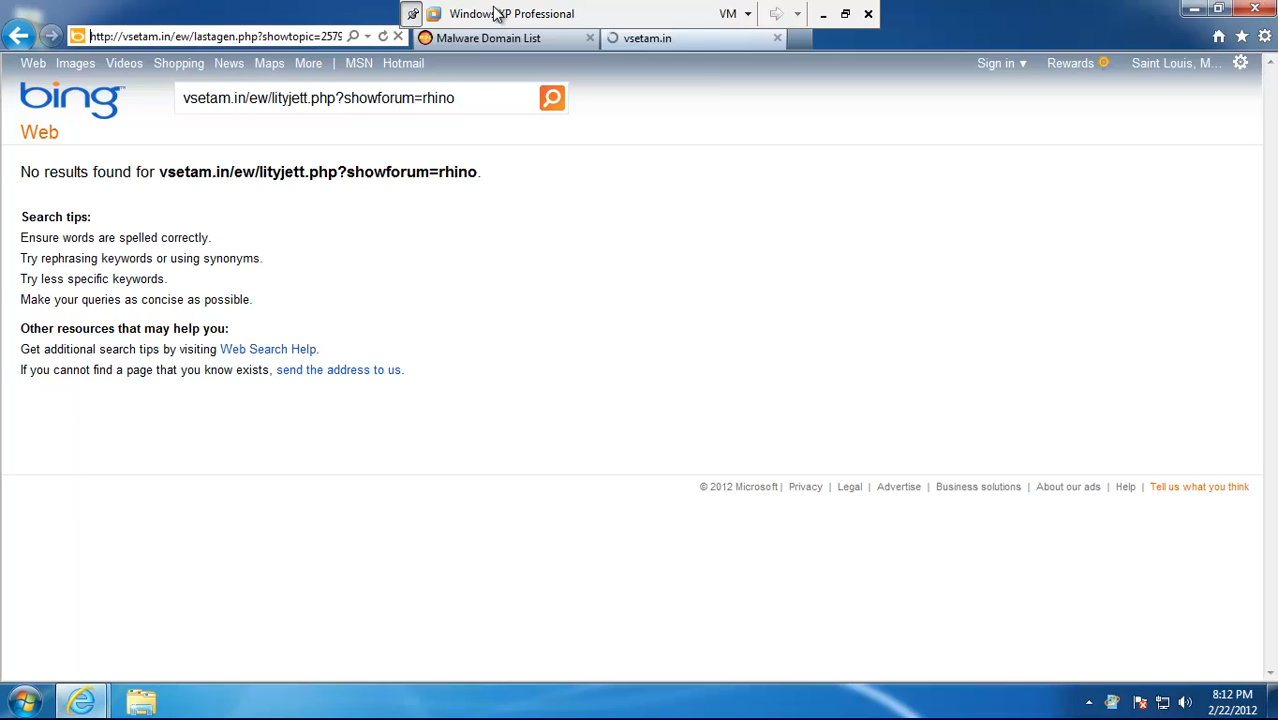 Windows XP Professional
VM
http://vsetam.in/ew/lastagen.php?showtopic=2579
Malware Domain List
vsetam.in
Web Images Videos Shopping News Maps More | MSN Hotmail
Sign in Rewards Saint Louis, M...
bing
vsetam.in/ew/lityjett.php?showforum=rhino
Web
No results found for vsetam.in/ew/lityjett.php?showforum=rhino.
Search tips:
Ensure words are spelled correctly.
Try rephrasing keywords or using synonyms.
Try less specific keywords.
Make your queries as concise as possible.
Other resources that may help you:
Get additional search tips by visiting Web Search Help.
If you cannot find a page that you know exists, send the address to us.
© 2012 Microsoft | Privacy | Legal | Advertise | Business solutions | About our ads | Help | Tell us what you think
8:12 PM
2/22/2012